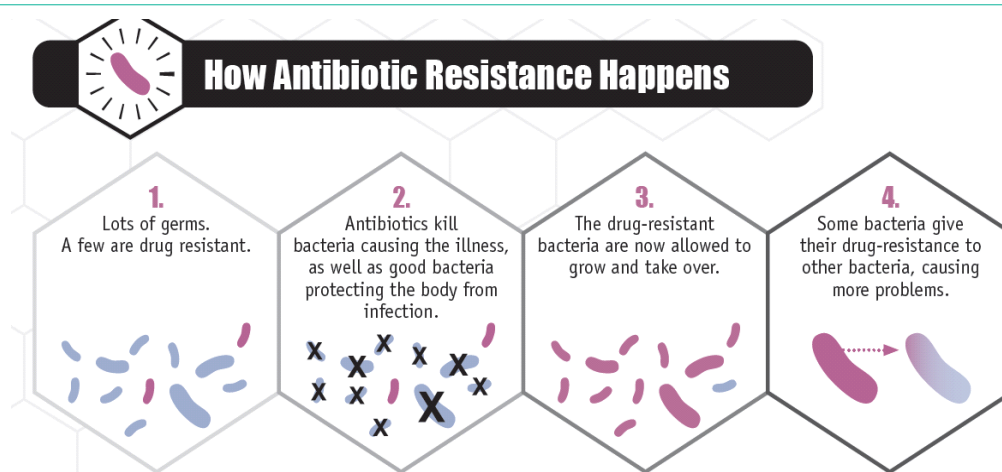 How Antibiotic Resistance Happens
1.
Lots of germs.
A few are drug resistant.
2.
Antibiotics kill
bacteria causing the illness,
as well as good bacteria
protecting the body from
infection.
X X X X X X X X X X
3.
The drug-resistant
bacteria are now allowed to
grow and take over.
4.
Some bacteria give
their drug-resistance to
other bacteria, causing
more problems.